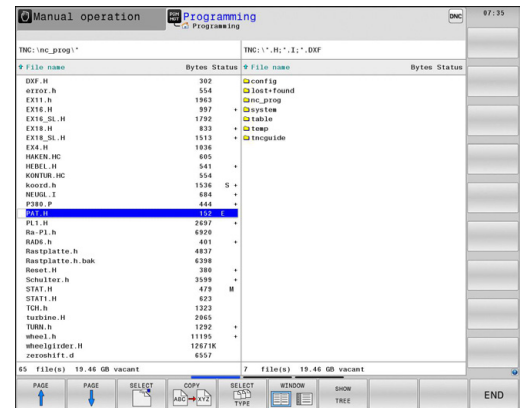 Manual operation
PGM
MGT
Programming
Programming
DNC
07:35
TNC:\nc_prog\*
TNC:\*.H;*.I;*.DXF
File name Bytes Status
DXF.H 302
error.h 554
EX11.h 1963
EX16.H 997 +
EX16_SL.H 1792
EX18.H 833 +
EX18_SL.H 1513 +
EX4.H 1036
HAKEN.HC 605
HEBEL.H 541 +
KONTUR.HC 554
koord.h 1536 S +
NEUGL.I 684 +
P380.P 444 +
PAT.H 152 E
PL1.H 2697 +
Ra-Pl.h 6920
RAD6.h 401 +
Rastplatte.h 4837
Rastplatte.h.bak 6398
Reset.H 380 +
Schulter.h 3599 +
STAT.H 479 M
STAT1.H 623
TCH.h 1323
turbine.H 2065
TURN.h 1292 +
wheel.h 11195 +
wheelgirder.H 12671K
zeroshift.d 6557
65 file(s) 19.46 GB vacant
File name Bytes Status
config
lost+found
nc_prog
system
table
temp
tncguide
7 file(s) 19.46 GB vacant
PAGE
PAGE
SELECT
COPY
ABC
XYZ
SELECT
TYPE
WINDOW
SHOW
TREE
END